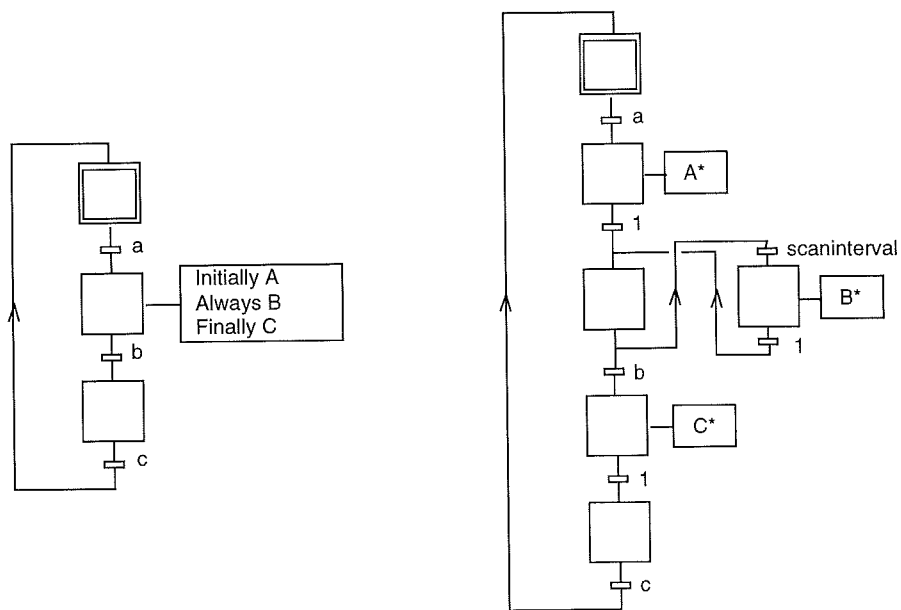 a
Initially A
Always B
Finally C
b
c
a
A*
1
scaninterval
B*
1
b
C*
1
c